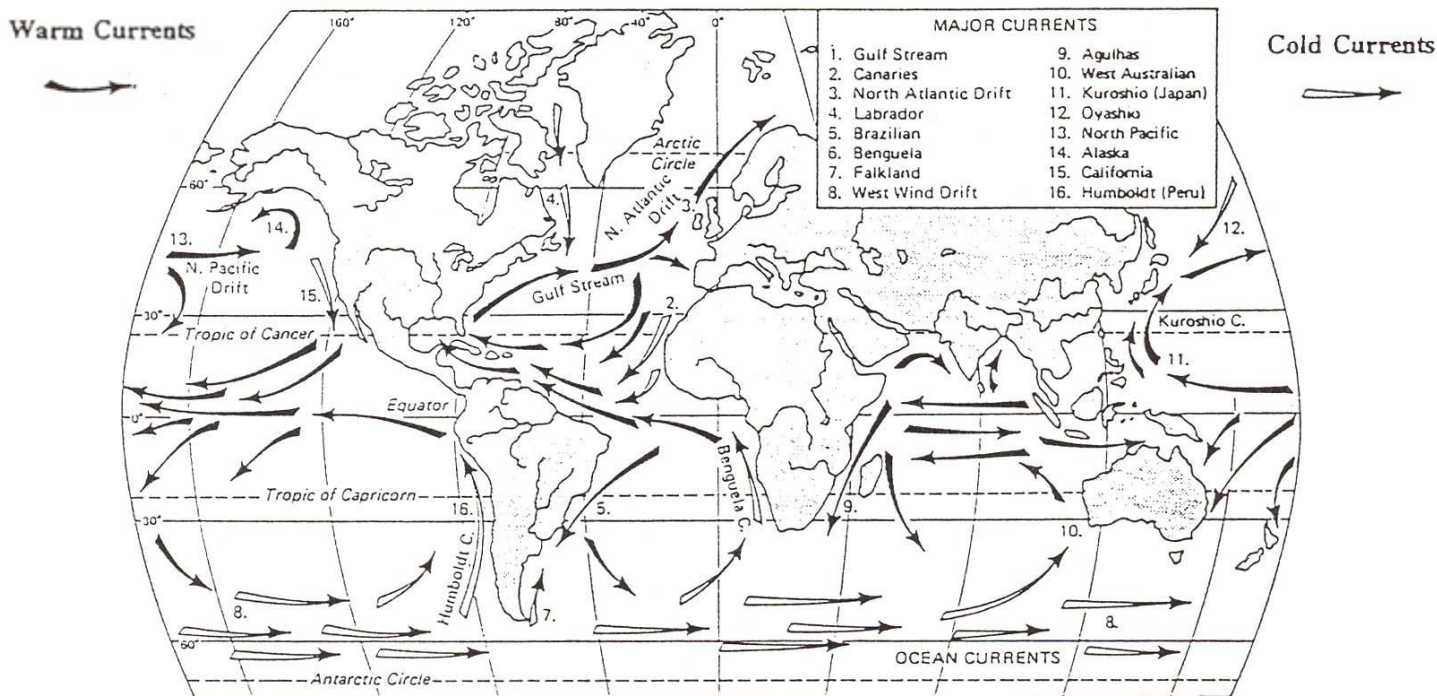 Warm Currents
160°
120°
80°
40°
0°
MAJOR CURRENTS
1. Gulf Stream
2. Canaries
3. North Atlantic Drift
4. Labrador
5. Brazilian
6. Benguela
7. Falkland
8. West Wind Drift
9. Agulhas
10. West Australian
11. Kuroshio (Japan)
12. Oyashio
13. North Pacific
14. Alaska
15. California
16. Humboldt (Peru)
Cold Currents
Arctic
Circle
60°
4.
N. Atlantic
Drift
3.
12.
14.
13.
N. Pacific
Drift
15.
Gulf Stream
2.
30°
Tropic of Cancer
Kuroshio C.
11.
Equator
0°
Benguela C.
Tropic of Capricorn
16.
5.
9.
30°
10.
Humboldt C.
8.
7.
8.
60°
OCEAN CURRENTS
Antarctic Circle